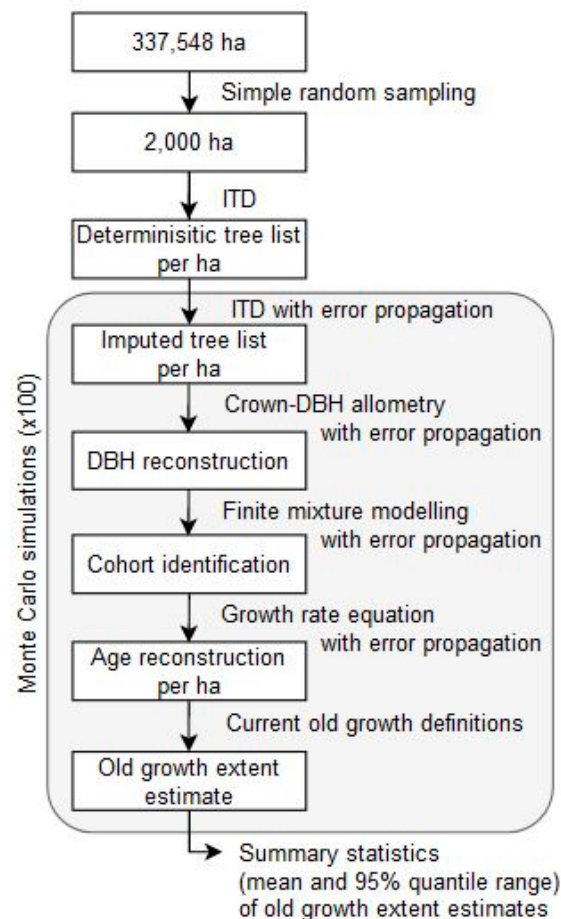 337,548 ha
Simple random sampling
2,000 ha
ITD
Determinisitic tree list
per ha
ITD with error propagation
Imputed tree list
per ha
Crown-DBH allometry
with error propagation
DBH reconstruction
Finite mixture modelling
with error propagation
Cohort identification
Growth rate equation
with error propagation
Age reconstruction
per ha
Current old growth definitions
Old growth extent
estimate
Monte Carlo simulations (x100)
Summary statistics
(mean and 95% quantile range)
of old growth extent estimates